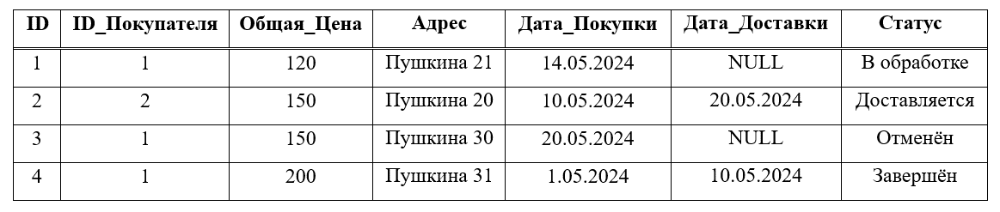 ID ID_Покупателя Общая_Цена Адрес Дата_Покупки Дата_Доставки Статус
1 1 120 Пушкина 21 14.05.2024 NULL В обработке
2 2 150 Пушкина 20 10.05.2024 20.05.2024 Доставляется
3 1 150 Пушкина 30 20.05.2024 NULL Отменён
4 1 200 Пушкина 31 1.05.2024 10.05.2024 Завершён